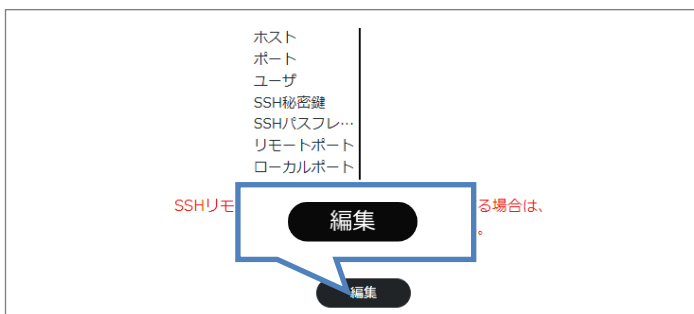 ホスト
ポート
ユーザ
SSH秘密鍵
SSHパスフレ…
リモートポート
ローカルポート
SSHリモ
る場合は、
編集
。
編集